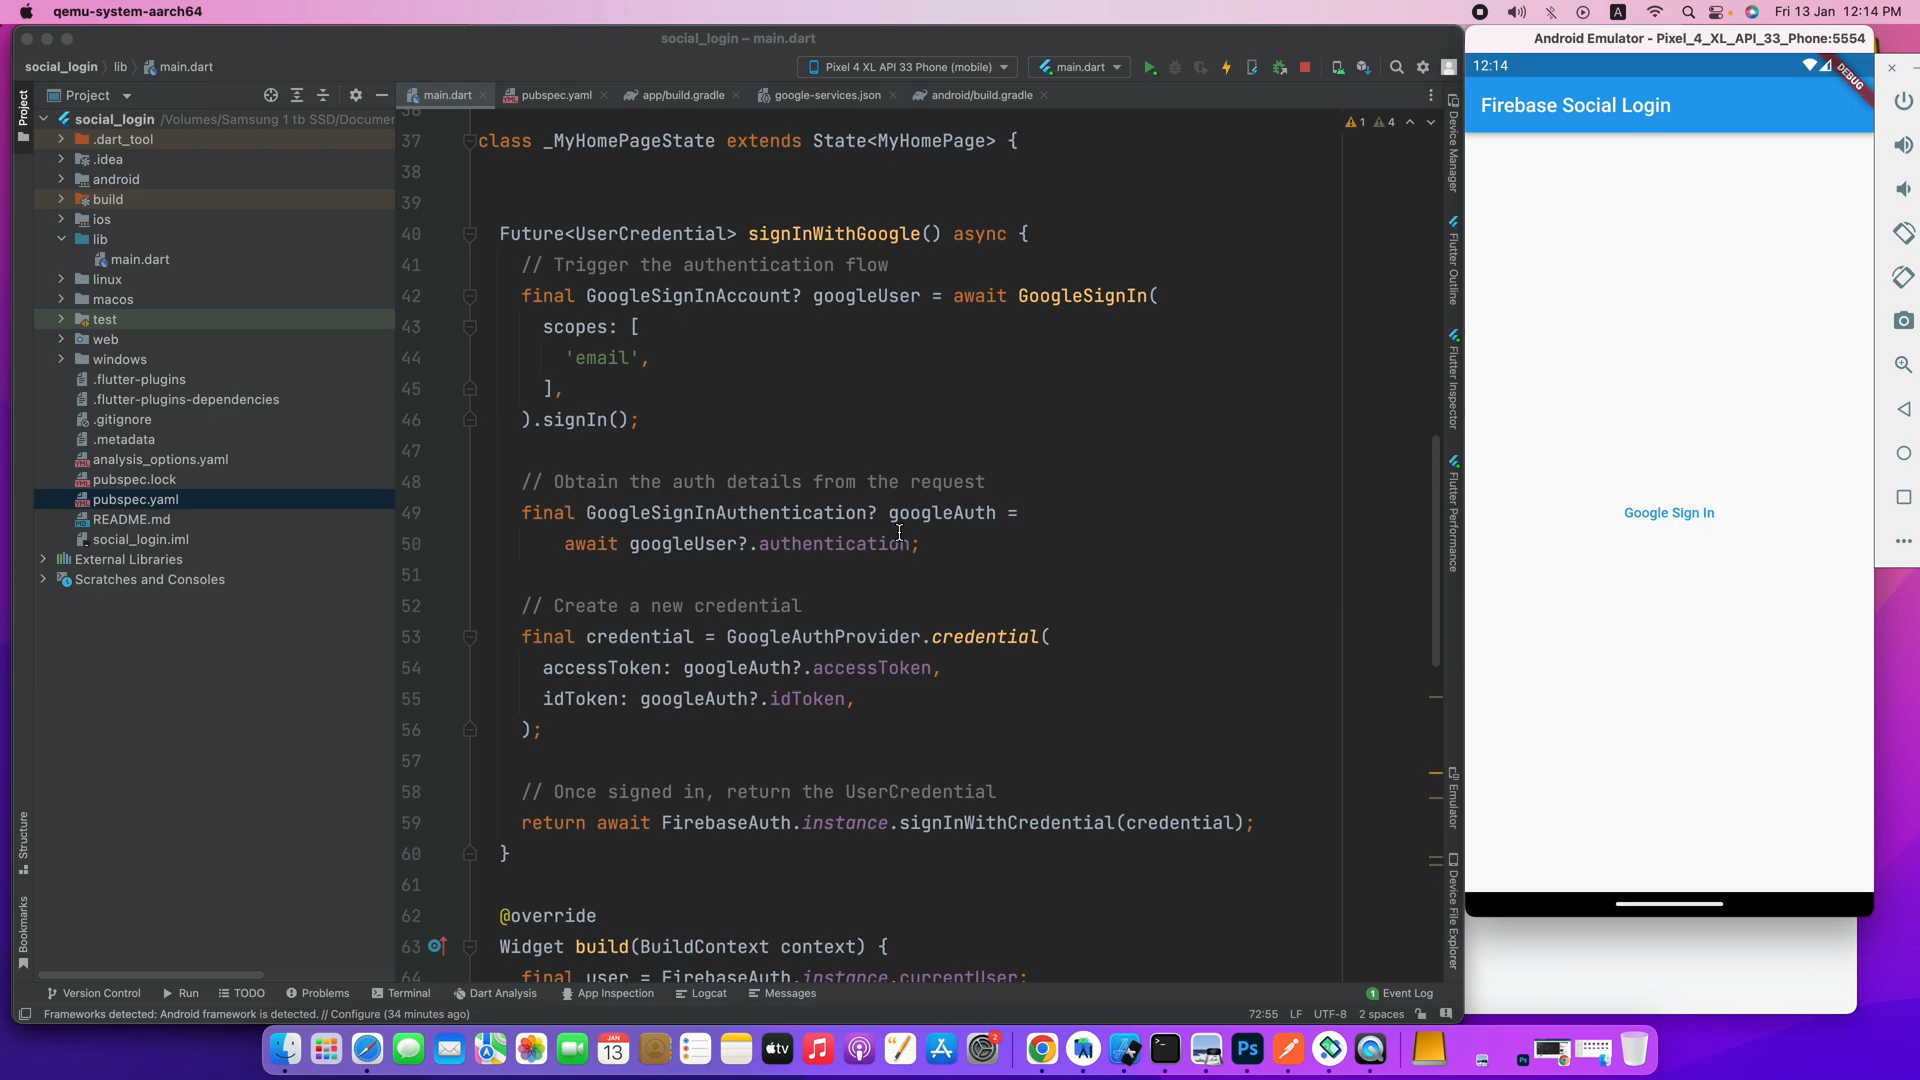 qemu-system-aarch64
A
Fri 13 Jan 12:14 PM
social_login – main.dart
Android Emulator - Pixel_4_XL_API_33_Phone:5554
social_login
lib
main.dart
Pixel 4 XL API 33 Phone (mobile)
main.dart
12:14
DEBUG
Firebase Social Login
Google Sign In
Project
Project
main.dart
pubspec.yaml
app/build.gradle
google-services.json
android/build.gradle
social_login /Volumes/Samsung 1 tb SSD/Documen
.dart_tool
.idea
android
build
ios
lib
main.dart
linux
macos
test
web
windows
.flutter-plugins
.flutter-plugins-dependencies
.gitignore
.metadata
analysis_options.yaml
pubspec.lock
pubspec.yaml
README.md
social_login.iml
External Libraries
Scratches and Consoles
Structure
Bookmarks
1 4
36
37 class _MyHomePageState extends State<MyHomePage> {
38
39
40 Future<UserCredential> signInWithGoogle() async {
41 // Trigger the authentication flow
42 final GoogleSignInAccount? googleUser = await GoogleSignIn(
43 scopes: [
44 'email',
45 ],
46 ).signIn();
47
48 // Obtain the auth details from the request
49 final GoogleSignInAuthentication? googleAuth =
50 await googleUser?.authentication;
51
52 // Create a new credential
53 final credential = GoogleAuthProvider.credential(
54 accessToken: googleAuth?.accessToken,
55 idToken: googleAuth?.idToken,
56 );
57
58 // Once signed in, return the UserCredential
59 return await FirebaseAuth.instance.signInWithCredential(credential);
60 }
61
62 @override
63 Widget build(BuildContext context) {
64 final user = FirebaseAuth.instance.currentUser;
Device Manager
Flutter Outline
Flutter Inspector
Flutter Performance
Emulator
Device File Explorer
Version Control
Run
TODO
Problems
Terminal
Dart Analysis
App Inspection
Logcat
Messages
1 Event Log
Frameworks detected: Android framework is detected. // Configure (34 minutes ago)
72:55 LF UTF-8 2 spaces
JAN
13
tv
2
Ps